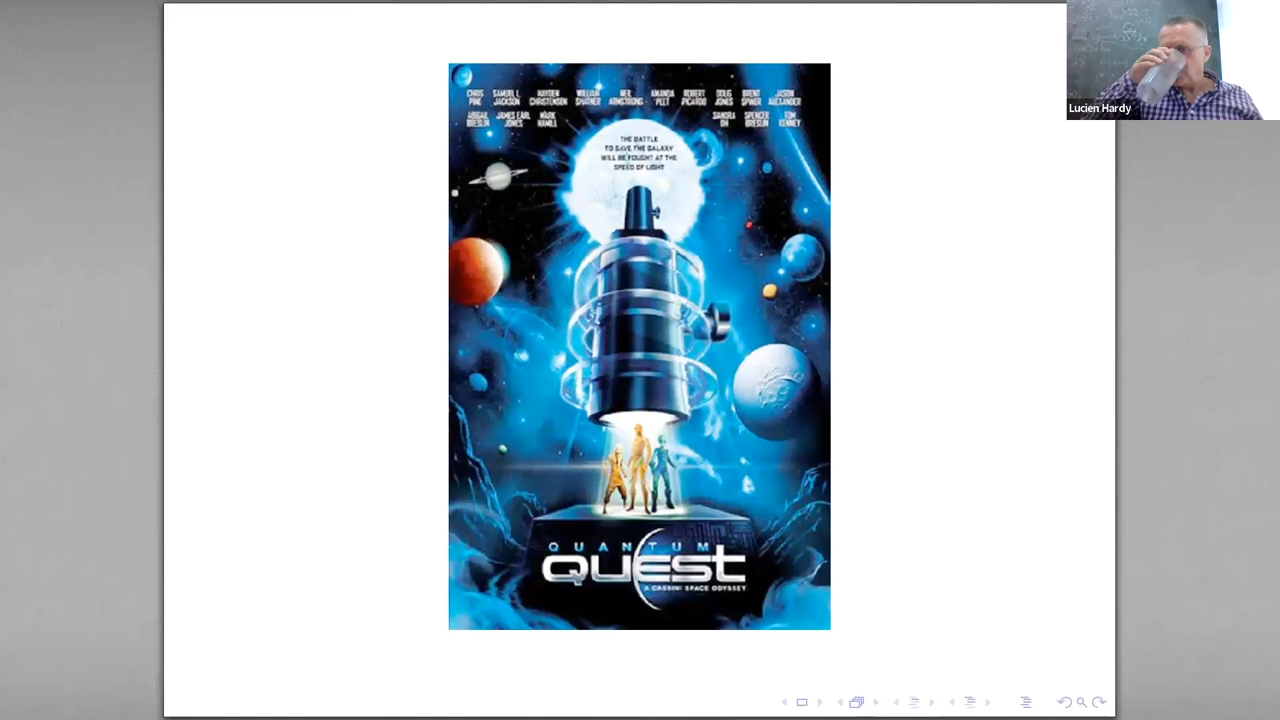 CHRIS SAMUEL L. HAYDEN WILLIAM NEIL AMANDA ROBERT DOUG BRENT JASON
PINE JACKSON CHRISTENSEN SHATNER ARMSTRONG PEET PICARDO JONES SPINER ALEXANDER
ABIGAIL JAMES EARL MARK SANDRA SPENCER TOM
BRESLIN JONES HAMILL OH BRESLIN KENNEY
THE BATTLE
TO SAVE THE GALAXY
WILL BE FOUGHT AT THE
SPEED OF LIGHT
QUANTUM
QUEST
A CASSINI SPACE ODYSSEY
Lucien Hardy